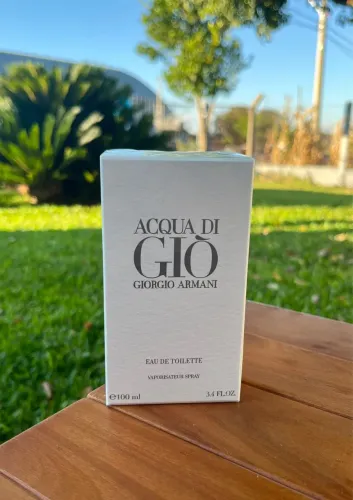 ACQUA DI
GIÒ
GIORGIO ARMANI
EAU DE TOILETTE
VAPORISATEUR SPRAY
℮100 ml 3.4 FL.OZ.